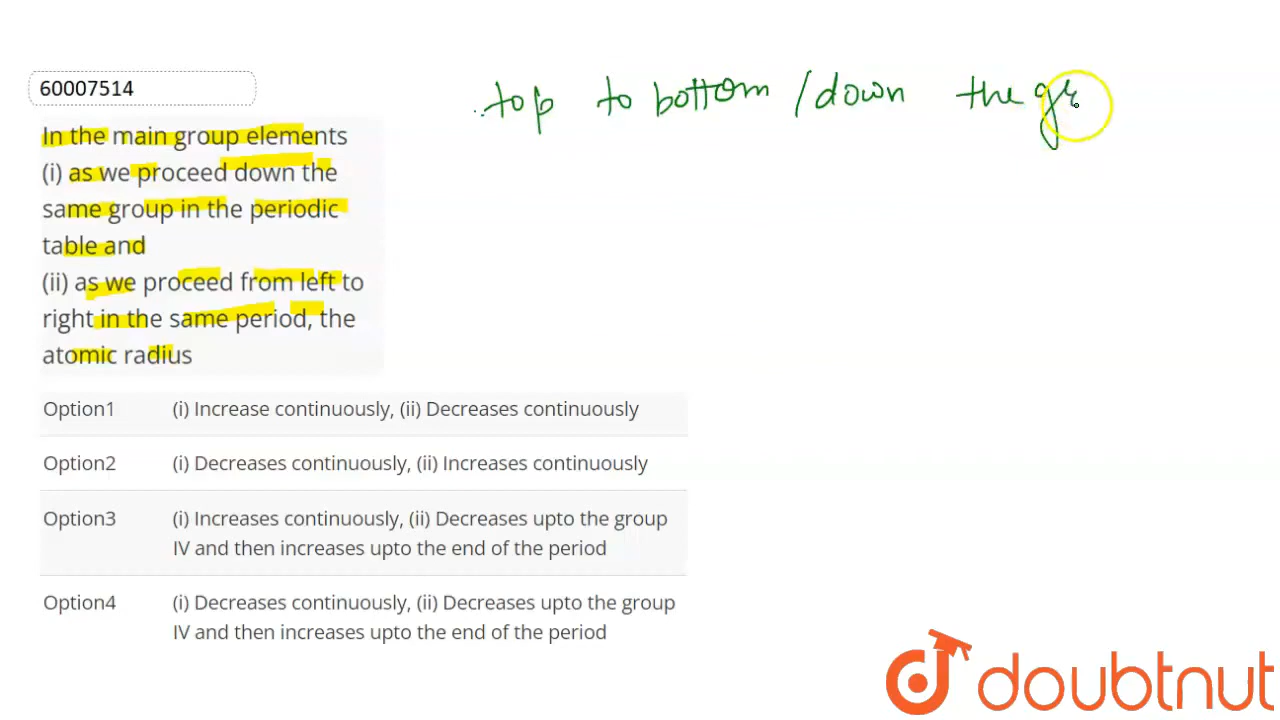 60007514
.. top to bottom / down the gr
In the main group elements
(i) as we proceed down the
same group in the periodic
table and
(ii) as we proceed from left to
right in the same period, the
atomic radius
Option1 (i) Increase continuously, (ii) Decreases continuously
Option2 (i) Decreases continuously, (ii) Increases continuously
Option3 (i) Increases continuously, (ii) Decreases upto the group
IV and then increases upto the end of the period
Option4 (i) Decreases continuously, (ii) Decreases upto the group
IV and then increases upto the end of the period
doubtnut